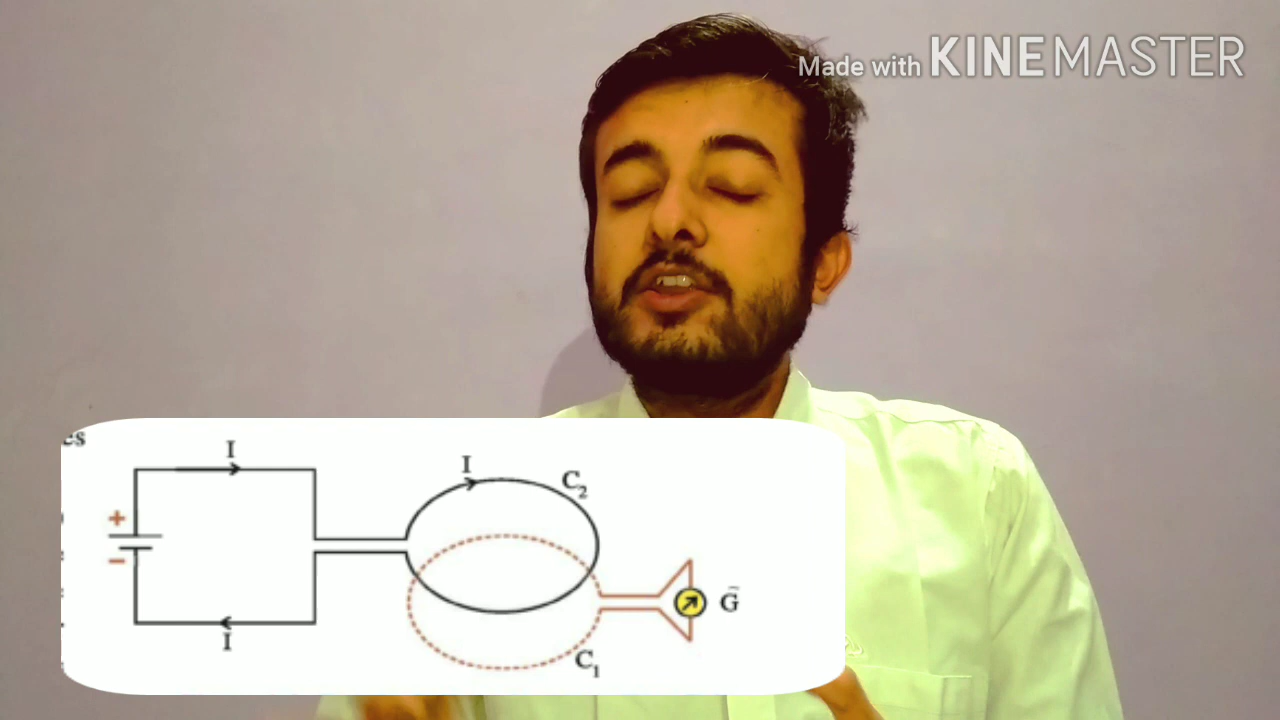 Made with KINEMASTER
I
I
C₂
+
−
G̃
I
C₁